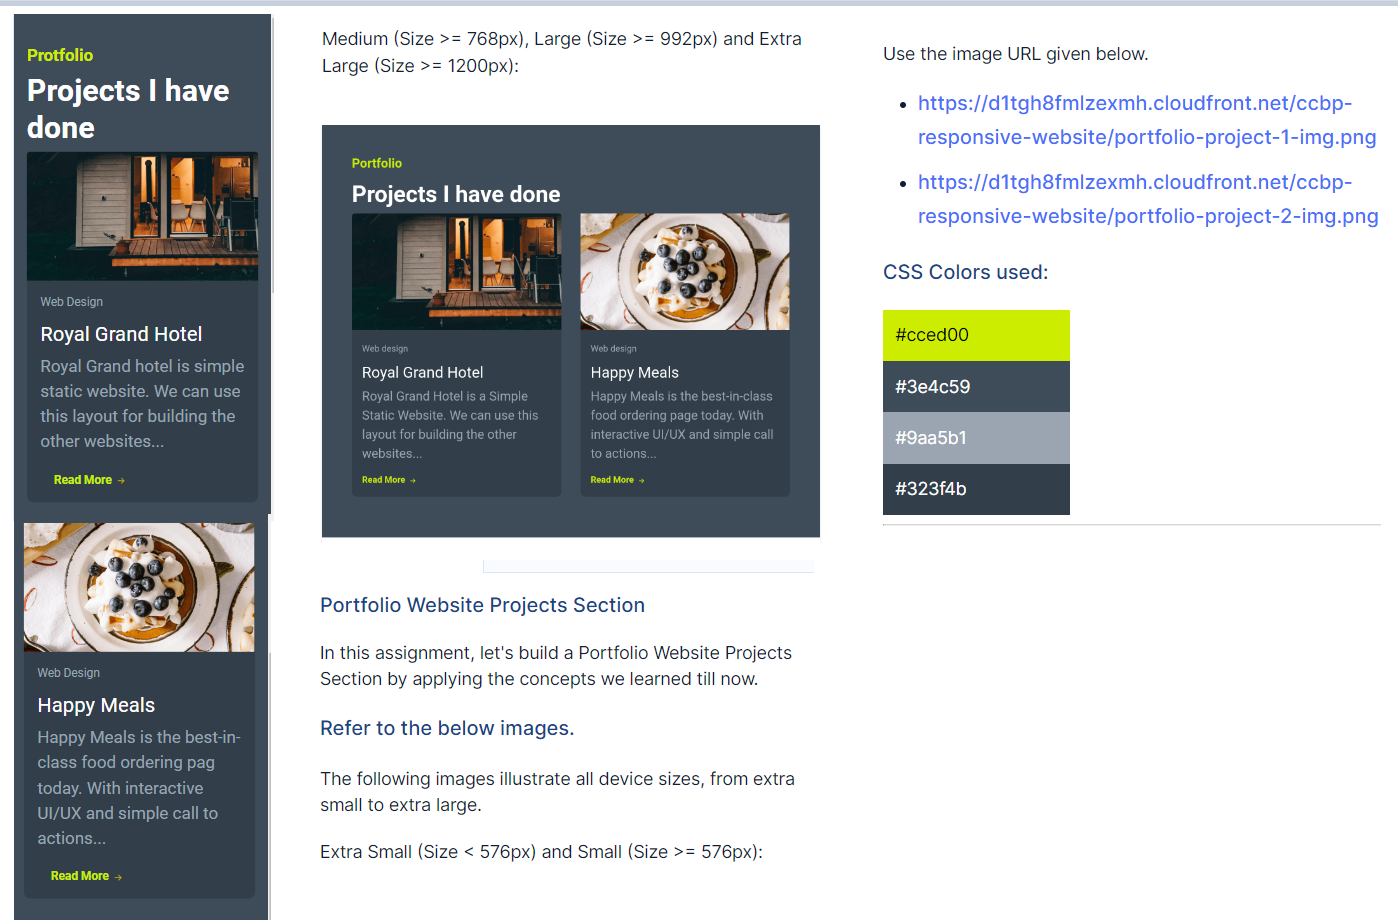 Protfolio
Projects I have
done
Web Design
Royal Grand Hotel
Royal Grand hotel is simple
static website. We can use
this layout for building the
other websites...
Read More →
Web Design
Happy Meals
Happy Meals is the best-in-
class food ordering pag
today. With interactive
UI/UX and simple call to
actions...
Read More →
Medium (Size >= 768px), Large (Size >= 992px) and Extra
Large (Size >= 1200px):
Portfolio
Projects I have done
Web design
Royal Grand Hotel
Royal Grand Hotel is a Simple
Static Website. We can use this
layout for building the other
websites...
Read More →
Web design
Happy Meals
Happy Meals is the best-in-class
food ordering page today. With
interactive UI/UX and simple call
to actions...
Read More →
Portfolio Website Projects Section
In this assignment, let's build a Portfolio Website Projects
Section by applying the concepts we learned till now.
Refer to the below images.
The following images illustrate all device sizes, from extra
small to extra large.
Extra Small (Size < 576px) and Small (Size >= 576px):
Use the image URL given below.
• https://d1tgh8fmlzexmh.cloudfront.net/ccbp-
responsive-website/portfolio-project-1-img.png
• https://d1tgh8fmlzexmh.cloudfront.net/ccbp-
responsive-website/portfolio-project-2-img.png
CSS Colors used:
#cced00
#3e4c59
#9aa5b1
#323f4b